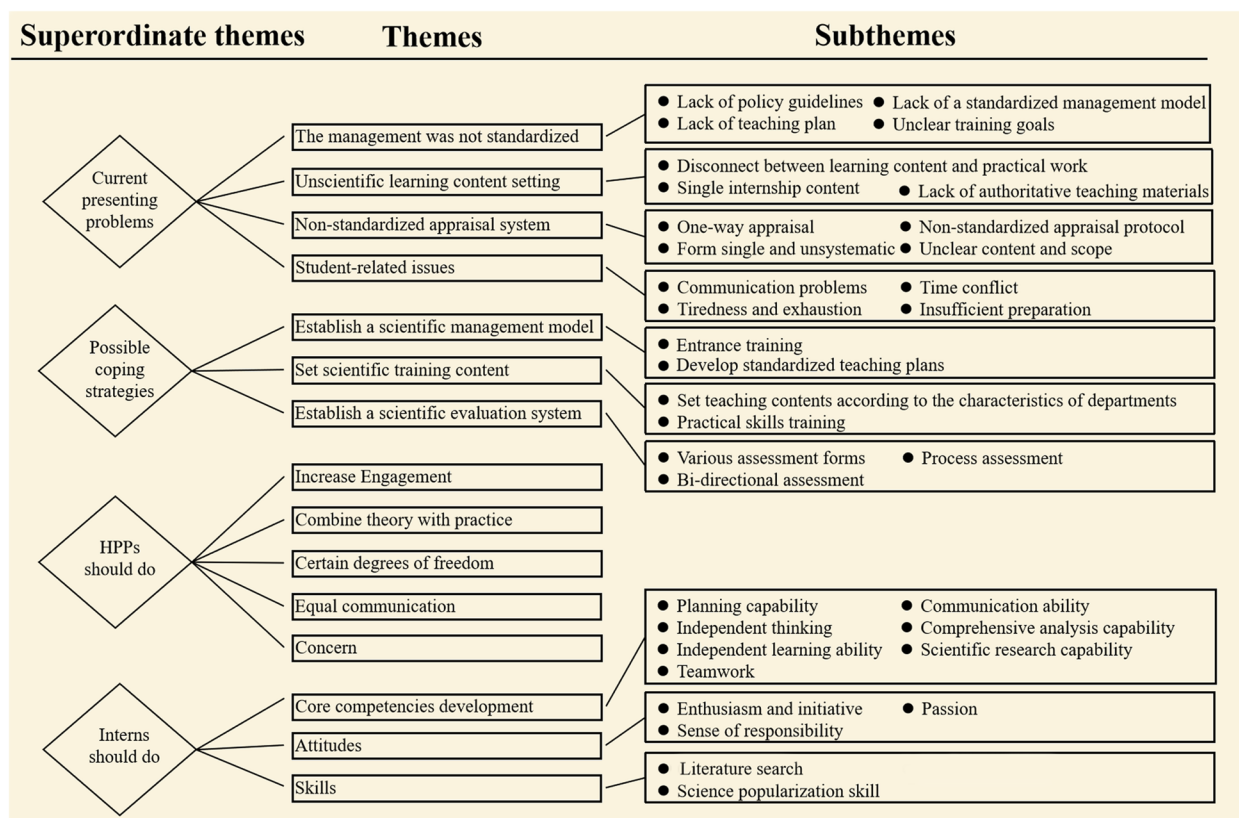 Superordinate themes Themes Subthemes
Current
presenting
problems
The management was not standardized
● Lack of policy guidelines ● Lack of a standardized management model
● Lack of teaching plan ● Unclear training goals
Unscientific learning content setting
● Disconnect between learning content and practical work
● Single internship content ● Lack of authoritative teaching materials
Non-standardized appraisal system
● One-way appraisal ● Non-standardized appraisal protocol
● Form single and unsystematic ● Unclear content and scope
Student-related issues
● Communication problems ● Time conflict
● Tiredness and exhaustion ● Insufficient preparation
Possible
coping
strategies
Establish a scientific management model
● Entrance training
● Develop standardized teaching plans
Set scientific training content
● Set teaching contents according to the characteristics of departments
● Practical skills training
Establish a scientific evaluation system
● Various assessment forms ● Process assessment
● Bi-directional assessment
HPPs
should do
Increase Engagement
Combine theory with practice
Certain degrees of freedom
Equal communication
Concern
Interns
should do
Core competencies development
● Planning capability ● Communication ability
● Independent thinking ● Comprehensive analysis capability
● Independent learning ability ● Scientific research capability
● Teamwork
Attitudes
● Enthusiasm and initiative ● Passion
● Sense of responsibility
Skills
● Literature search
● Science popularization skill